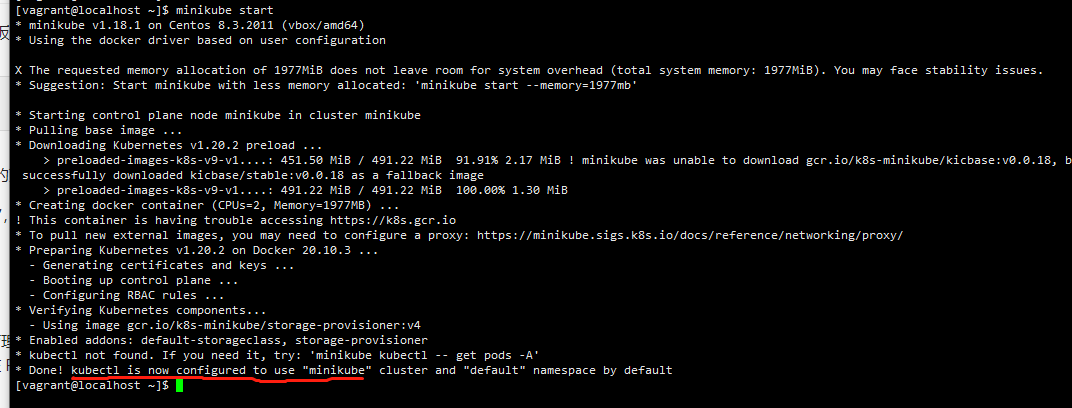 [vagrant@localhost ~]$ minikube start
* minikube v1.18.1 on Centos 8.3.2011 (vbox/amd64)
* Using the docker driver based on user configuration
X The requested memory allocation of 1977MiB does not leave room for system overhead (total system memory: 1977MiB). You may face stability issues.
* Suggestion: Start minikube with less memory allocated: 'minikube start --memory=1977mb'
* Starting control plane node minikube in cluster minikube
* Pulling base image ...
* Downloading Kubernetes v1.20.2 preload ...
> preloaded-images-k8s-v9-v1....: 451.50 MiB / 491.22 MiB 91.91% 2.17 MiB ! minikube was unable to download gcr.io/k8s-minikube/kicbase:v0.0.18, b
successfully downloaded kicbase/stable:v0.0.18 as a fallback image
> preloaded-images-k8s-v9-v1....: 491.22 MiB / 491.22 MiB 100.00% 1.30 MiB
* Creating docker container (CPUs=2, Memory=1977MB) ...
! This container is having trouble accessing https://k8s.gcr.io
* To pull new external images, you may need to configure a proxy: https://minikube.sigs.k8s.io/docs/reference/networking/proxy/
* Preparing Kubernetes v1.20.2 on Docker 20.10.3 ...
- Generating certificates and keys ...
- Booting up control plane ...
- Configuring RBAC rules ...
* Verifying Kubernetes components...
- Using image gcr.io/k8s-minikube/storage-provisioner:v4
* Enabled addons: default-storageclass, storage-provisioner
* kubectl not found. If you need it, try: 'minikube kubectl -- get pods -A'
* Done! kubectl is now configured to use "minikube" cluster and "default" namespace by default
[vagrant@localhost ~]$